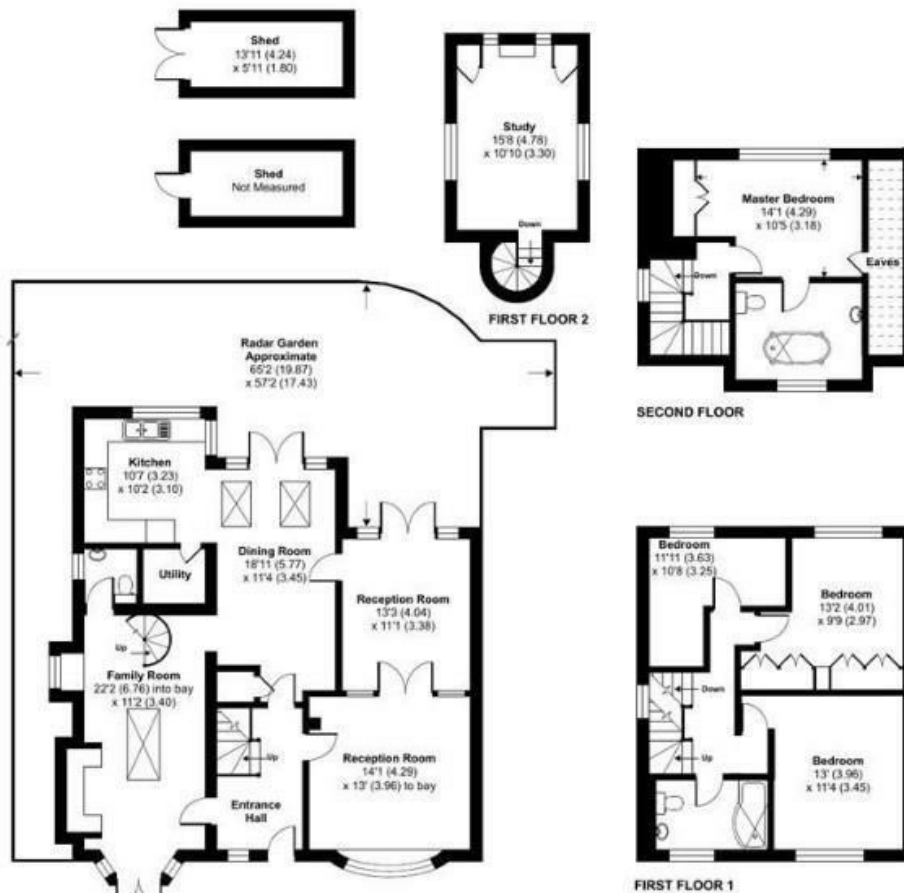 Shed
13'11 (4.24)
x 5'11 (1.80)
Shed
Not Measured
Study
15'8 (4.78)
x 10'10 (3.30)
Down
FIRST FLOOR 2
Master Bedroom
14'1 (4.29)
x 10'5 (3.18)
Eaves
Down
SECOND FLOOR
Radar Garden
Approximate
65'2 (19.87)
x 57'2 (17.43)
Kitchen
10'7 (3.23)
x 10'2 (3.10)
Dining Room
18'11 (5.77)
x 11'4 (3.45)
Utility
Reception Room
13'3 (4.04)
x 11'1 (3.38)
Up
Family Room
22'2 (6.76) into bay
x 11'2 (3.40)
Up
Reception Room
14'1 (4.29)
x 13' (3.96) to bay
Entrance
Hall
Bedroom
11'11 (3.63)
x 10'8 (3.25)
Bedroom
13'2 (4.01)
x 9'9 (2.97)
Down
Up
Bedroom
13' (3.96)
x 11'4 (3.45)
FIRST FLOOR 1